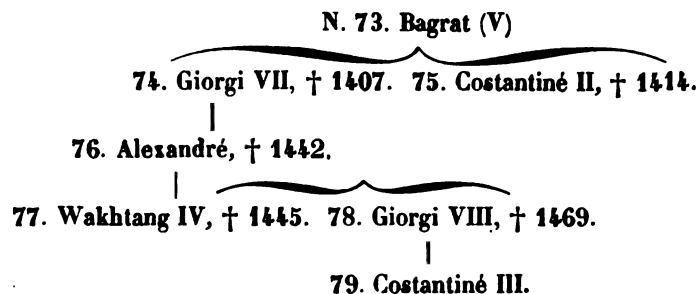 N. 73. Bagrat (V)
74. Giorgi VII, † 1407. 75. Costantiné II, † 1414.
76. Alexandré, † 1442.
77. Wakhtang IV, † 1445. 78. Giorgi VIII, † 1469.
79. Costantiné III.